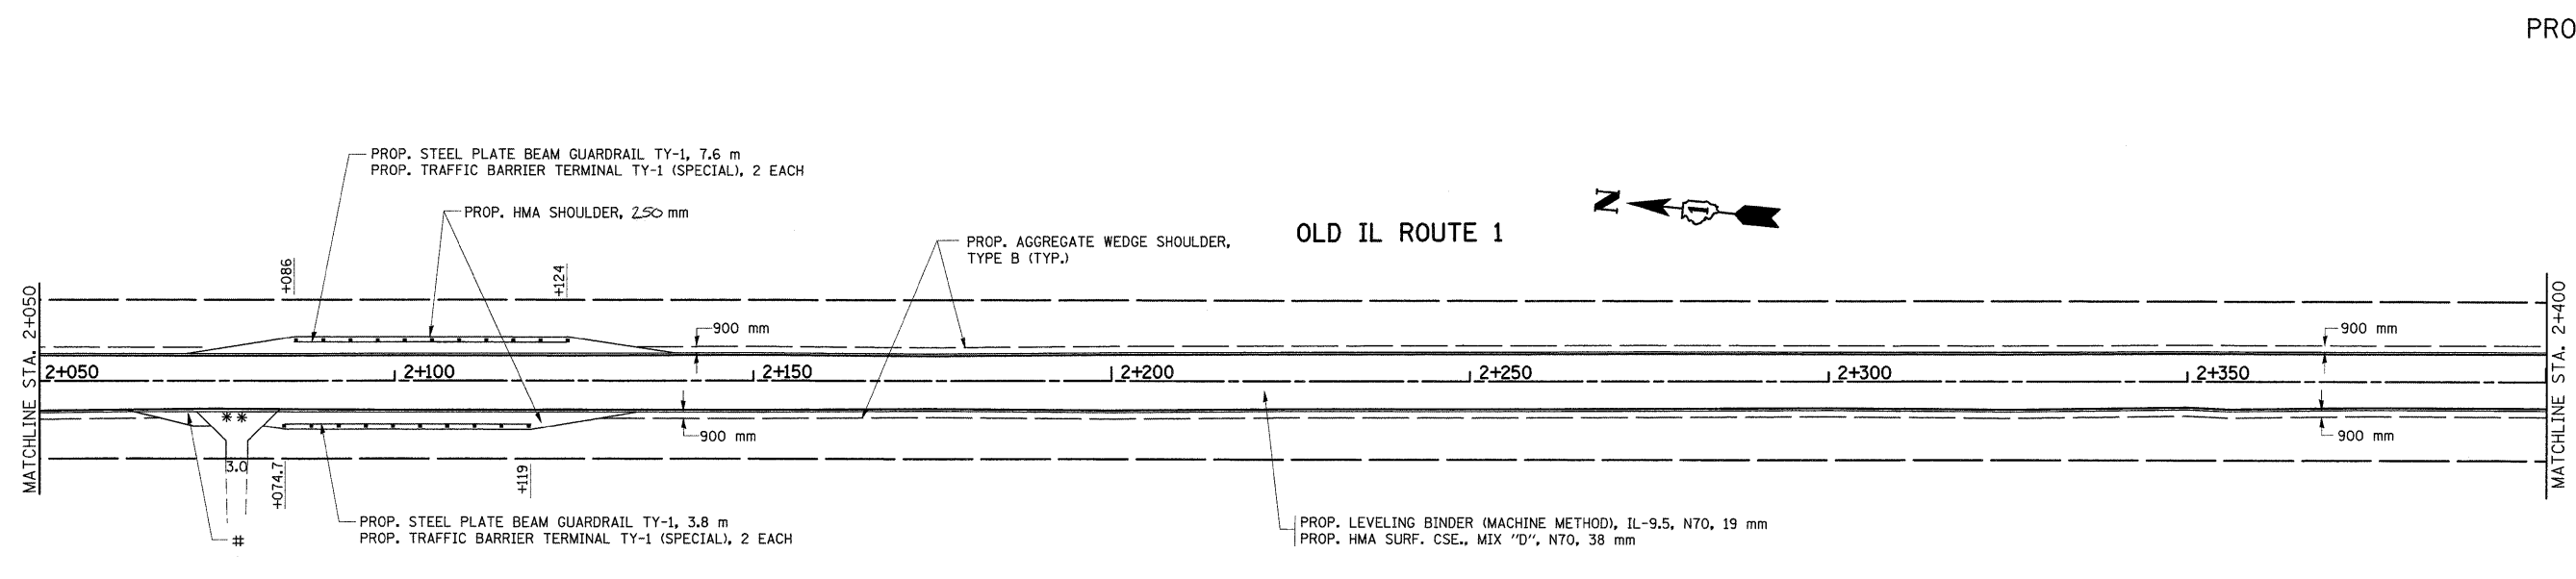 PRO
PROP. STEEL PLATE BEAM GUARDRAIL TY-1, 7.6 m
PROP. TRAFFIC BARRIER TERMINAL TY-1 (SPECIAL), 2 EACH
PROP. HMA SHOULDER, 250 mm
PROP. AGGREGATE WEDGE SHOULDER,
TYPE B (TYP.)
OLD IL ROUTE 1
N
1
+086
+124
MATCHLINE STA. 2+050
MATCHLINE STA. 2+400
900 mm
900 mm
2+050
2+100
2+150
2+200
2+250
2+300
2+350
**
900 mm
900 mm
3.0
+074.7
+119
PROP. STEEL PLATE BEAM GUARDRAIL TY-1, 3.8 m
PROP. TRAFFIC BARRIER TERMINAL TY-1 (SPECIAL), 2 EACH
#
PROP. LEVELING BINDER (MACHINE METHOD), IL-9.5, N70, 19 mm
PROP. HMA SURF. CSE., MIX "D", N70, 38 mm